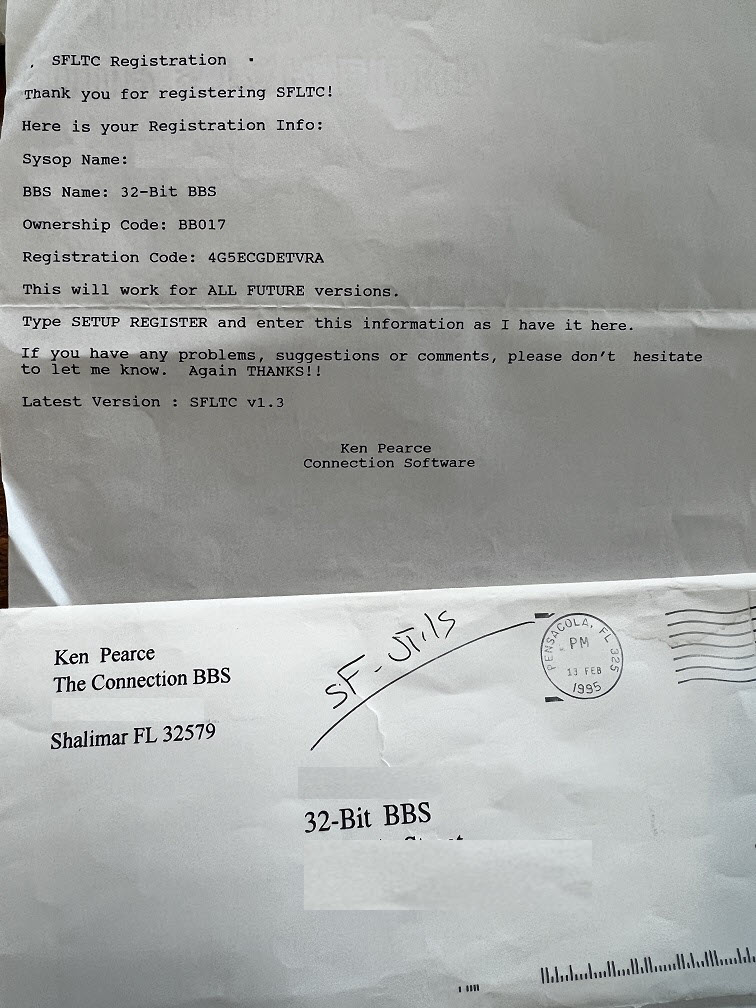 SFLTC Registration
Thank you for registering SFLTC!
Here is your Registration Info:
Sysop Name:
BBS Name: 32-Bit BBS
Ownership Code: BB017
Registration Code: 4G5ECGDETVRA
This will work for ALL FUTURE versions.
Type SETUP REGISTER and enter this information as I have it here.
If you have any problems, suggestions or comments, please don't hesitate
to let me know. Again THANKS!!
Latest Version : SFLTC v1.3
Ken Pearce
Connection Software
Ken Pearce
The Connection BBS
Shalimar FL 32579
SF-UTils
PENSACOLA, FL 325
PM
13 FEB
1995
32-Bit BBS